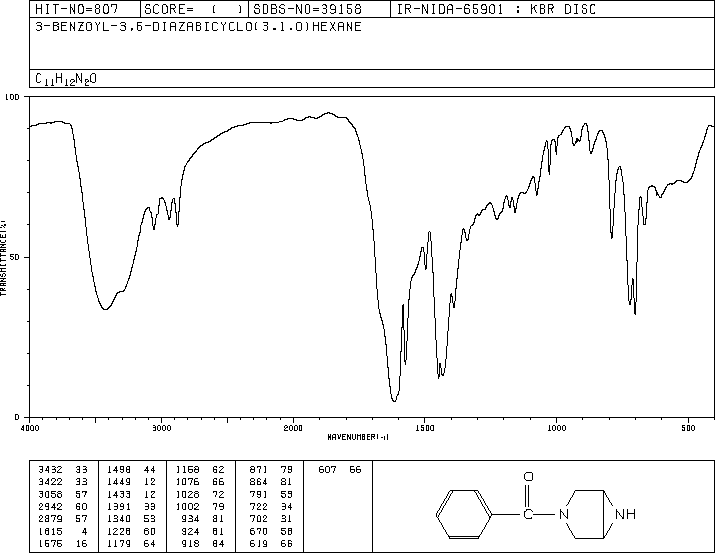 HIT-NO=807 SCORE= ( ) SDBS-NO=39158 IR-NIDA-65901 : KBR DISC
3-BENZOYL-3,6-DIAZABICYCLO(3.1.0)HEXANE
C11H12N2O
100
50
0
TRANSMITTANCE(%)
4000 3000 2000 1500 1000 500
WAVENUMBER(-1)
3432 33 1498 44 1158 62 871 79 607 66
3422 33 1449 12 1076 66 864 81
3058 57 1433 12 1028 72 791 53
2942 60 1391 33 1002 79 722 34
2879 57 1340 53 934 81 702 31
1615 4 1228 60 924 81 670 58
1576 16 1179 64 918 84 619 68
O
C N NH